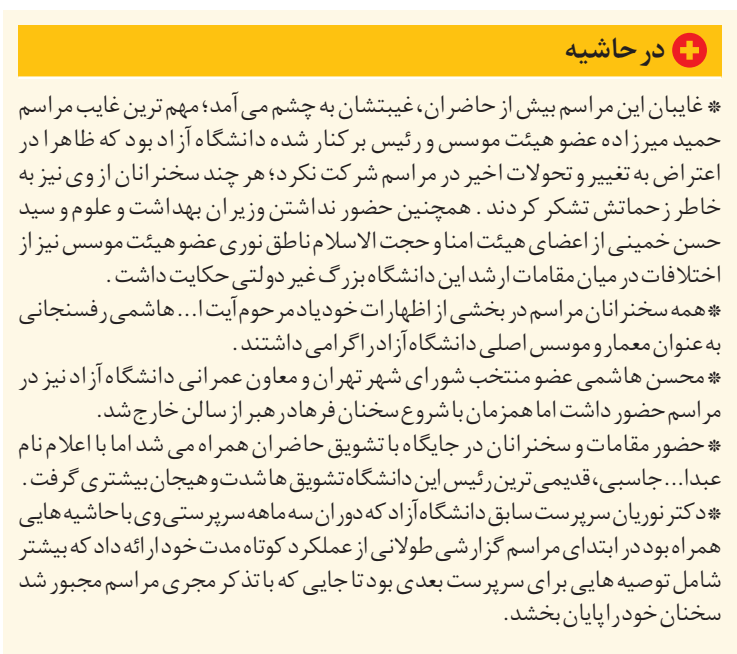 در حاشیه
* غایبان این مراسم بیش از حاضران، غیبتشان به چشم می آمد؛ مهم ترین غایب مراسم
حمید میرزاده عضو هیئت موسس و رئیس برکنار شده دانشگاه آزاد بود که ظاهرا در
اعتراض به تغییر و تحولات اخیر در مراسم شرکت نکرد؛ هر چند سخنرانان از وی نیز به
خاطر زحماتش تشکر کردند . همچنین حضور نداشتن وزیران بهداشت و علوم و سید
حسن خمینی از اعضای هیئت امنا و حجت الاسلام ناطق نوری عضو هیئت موسس نیز از
اختلافات در میان مقامات ارشد این دانشگاه بزرگ غیر دولتی حکایت داشت .
* همه سخنرانان مراسم در بخشی از اظهارات خود یاد مرحوم آیت ا... هاشمی رفسنجانی
به عنوان معمار و موسس اصلی دانشگاه آزاد را گرامی داشتند .
* محسن هاشمی عضو منتخب شورای شهر تهران و معاون عمرانی دانشگاه آزاد نیز در
مراسم حضور داشت اما همزمان با شروع سخنان فرهاد رهبر از سالن خارج شد.
* حضور مقامات و سخنرانان در جایگاه با تشویق حاضران همراه می شد اما با اعلام نام
عبدا... جاسبی، قدیمی ترین رئیس این دانشگاه تشویق ها شدت و هیجان بیشتری گرفت .
* دکتر نوریان سرپرست سابق دانشگاه آزاد که دوران سه ماهه سرپرستی وی با حاشیه هایی
همراه بود در ابتدای مراسم گزارشی طولانی از عملکرد کوتاه مدت خود ارائه داد که بیشتر
شامل توصیه هایی برای سرپرست بعدی بود تا جایی که با تذکر مجری مراسم مجبور شد
سخنان خود را پایان بخشد.